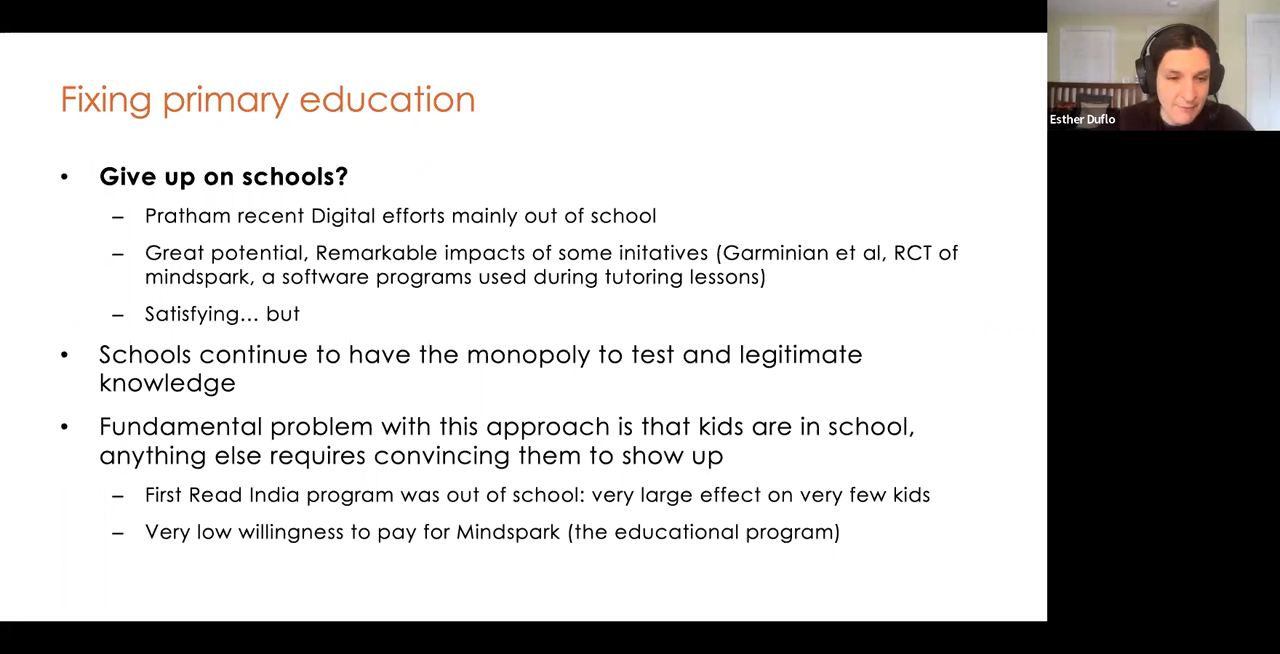 Fixing primary education
• Give up on schools?
– Pratham recent Digital efforts mainly out of school
– Great potential, Remarkable impacts of some initatives (Garminian et al, RCT of
mindspark, a software programs used during tutoring lessons)
– Satisfying... but
• Schools continue to have the monopoly to test and legitimate
knowledge
• Fundamental problem with this approach is that kids are in school,
anything else requires convincing them to show up
– First Read India program was out of school: very large effect on very few kids
– Very low willingness to pay for Mindspark (the educational program)
Esther Duflo